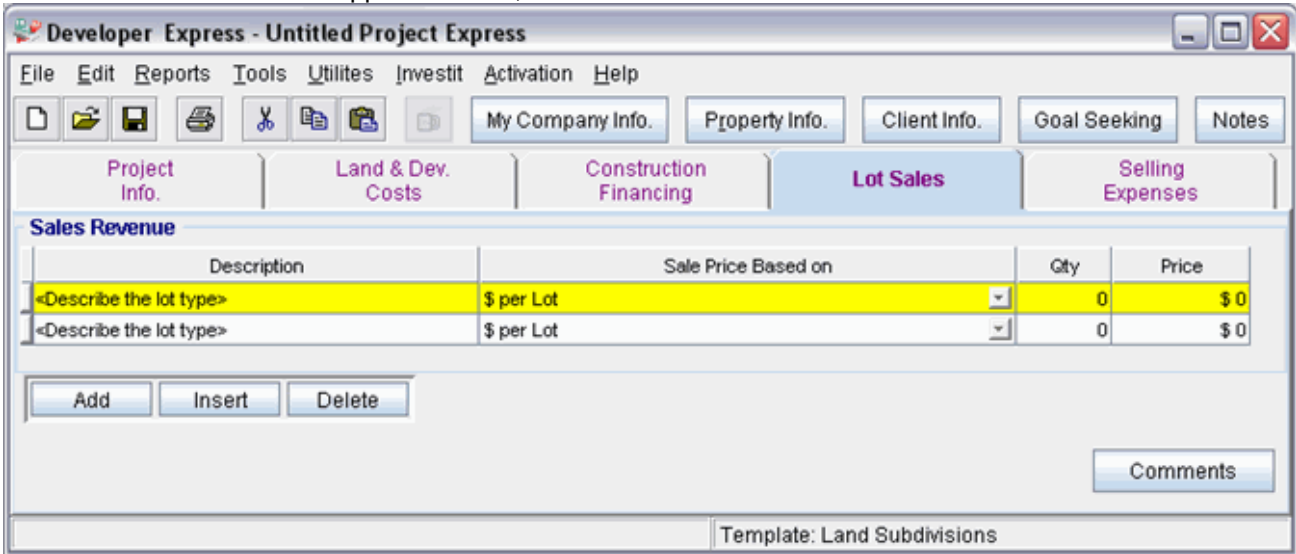 Developer Express - Untitled Project Express
File Edit Reports Tools Utilites Investit Activation Help
My Company Info. Property Info. Client Info. Goal Seeking Notes
Project Info. Land & Dev. Costs Construction Financing Lot Sales Selling Expenses
Sales Revenue
Description Sale Price Based on Qty Price
<Describe the lot type> $ per Lot 0 $ 0
<Describe the lot type> $ per Lot 0 $ 0
Add Insert Delete
Comments
Template: Land Subdivisions